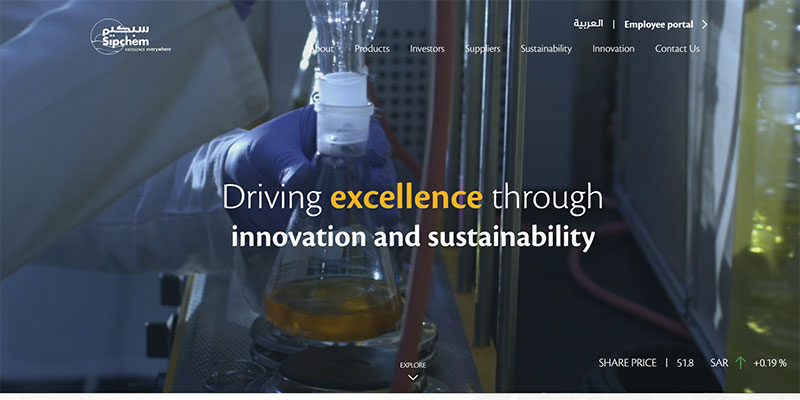 سبكيم
Sipchem
EXCELLENCE everywhere
العربية | Employee portal
About Products Investors Suppliers Sustainability Innovation Contact Us
Driving excellence through
innovation and sustainability
EXPLORE
SHARE PRICE | 51.8 SAR ↑ +0.19 %